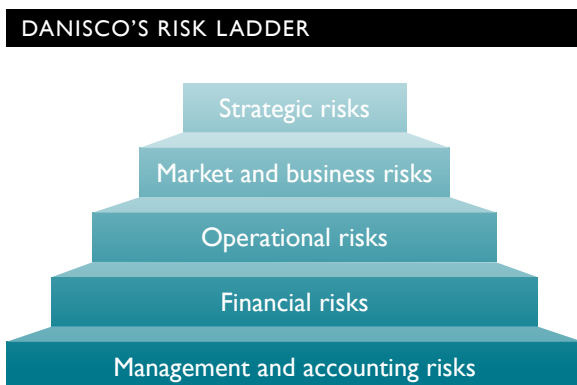 DANISCO'S RISK LADDER
Strategic risks
Market and business risks
Operational risks
Financial risks
Management and accounting risks